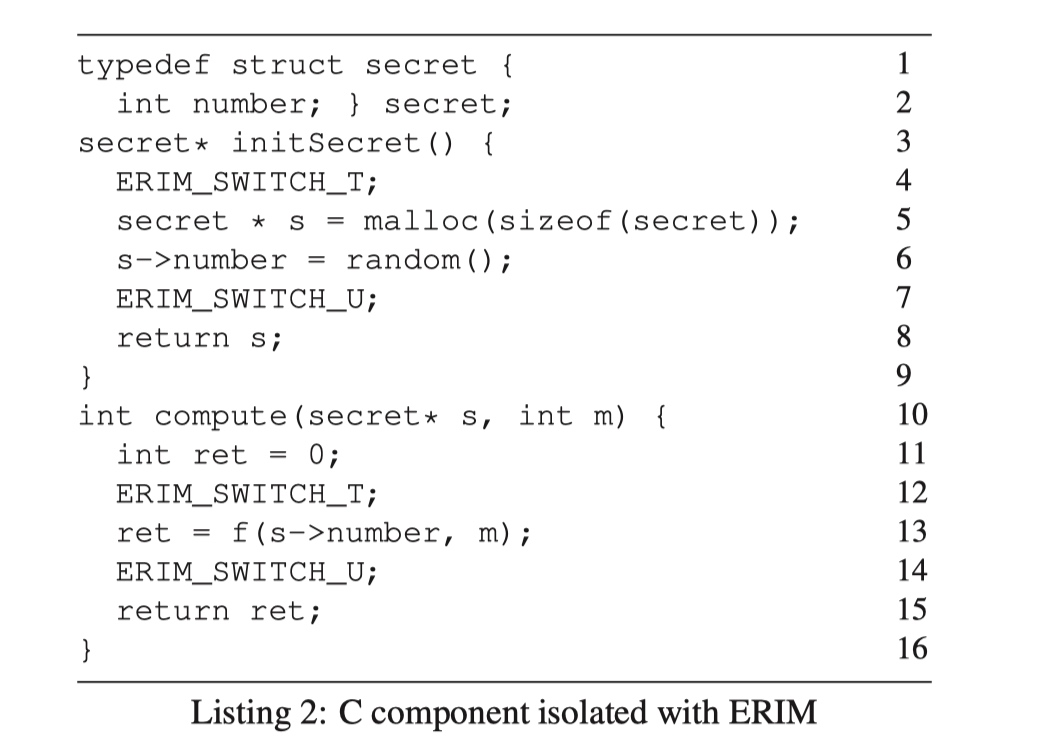 typedef struct secret { 1
  int number; } secret; 2
secret* initSecret() { 3
  ERIM_SWITCH_T; 4
  secret * s = malloc(sizeof(secret)); 5
  s->number = random(); 6
  ERIM_SWITCH_U; 7
  return s; 8
} 9
int compute(secret* s, int m) { 10
  int ret = 0; 11
  ERIM_SWITCH_T; 12
  ret = f(s->number, m); 13
  ERIM_SWITCH_U; 14
  return ret; 15
} 16
Listing 2: C component isolated with ERIM